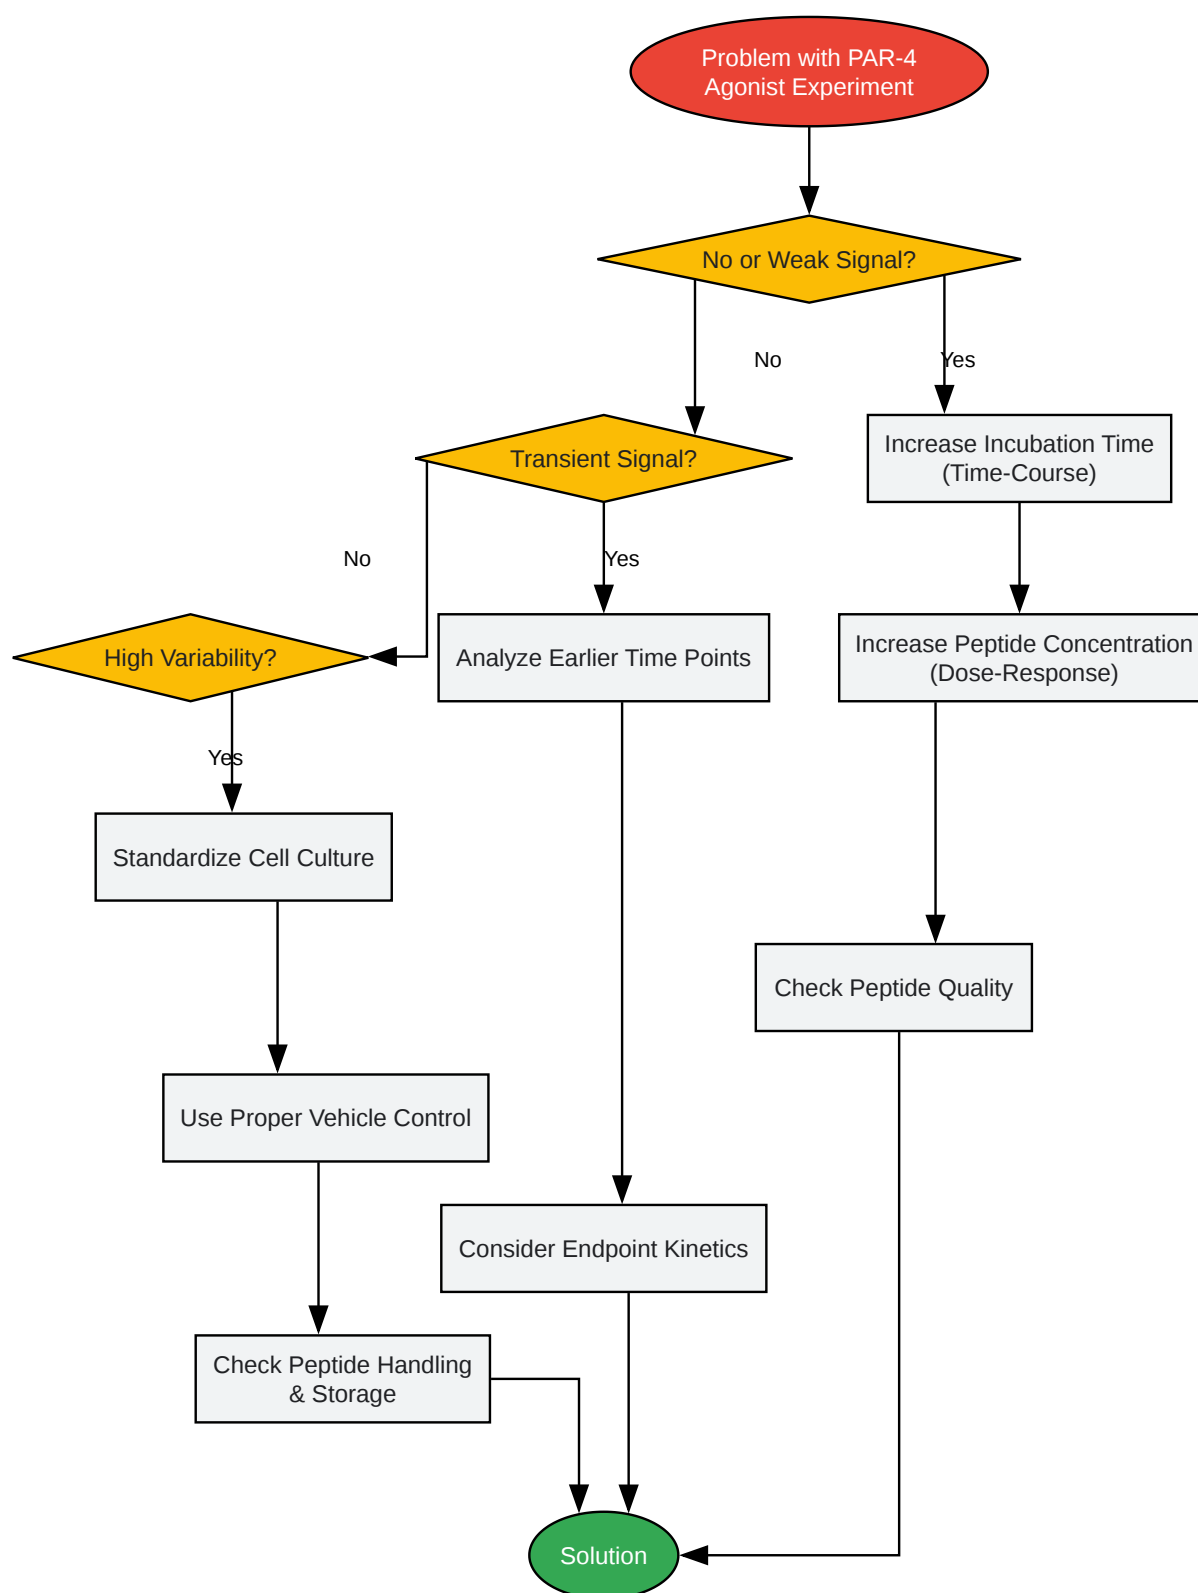 Problem with PAR-4
Agonist Experiment
No or Weak Signal?
No
Yes
Transient Signal?
Increase Incubation Time
(Time-Course)
No
Yes
High Variability?
Analyze Earlier Time Points
Increase Peptide Concentration
(Dose-Response)
Yes
Standardize Cell Culture
Check Peptide Quality
Use Proper Vehicle Control
Consider Endpoint Kinetics
Check Peptide Handling
& Storage
Solution